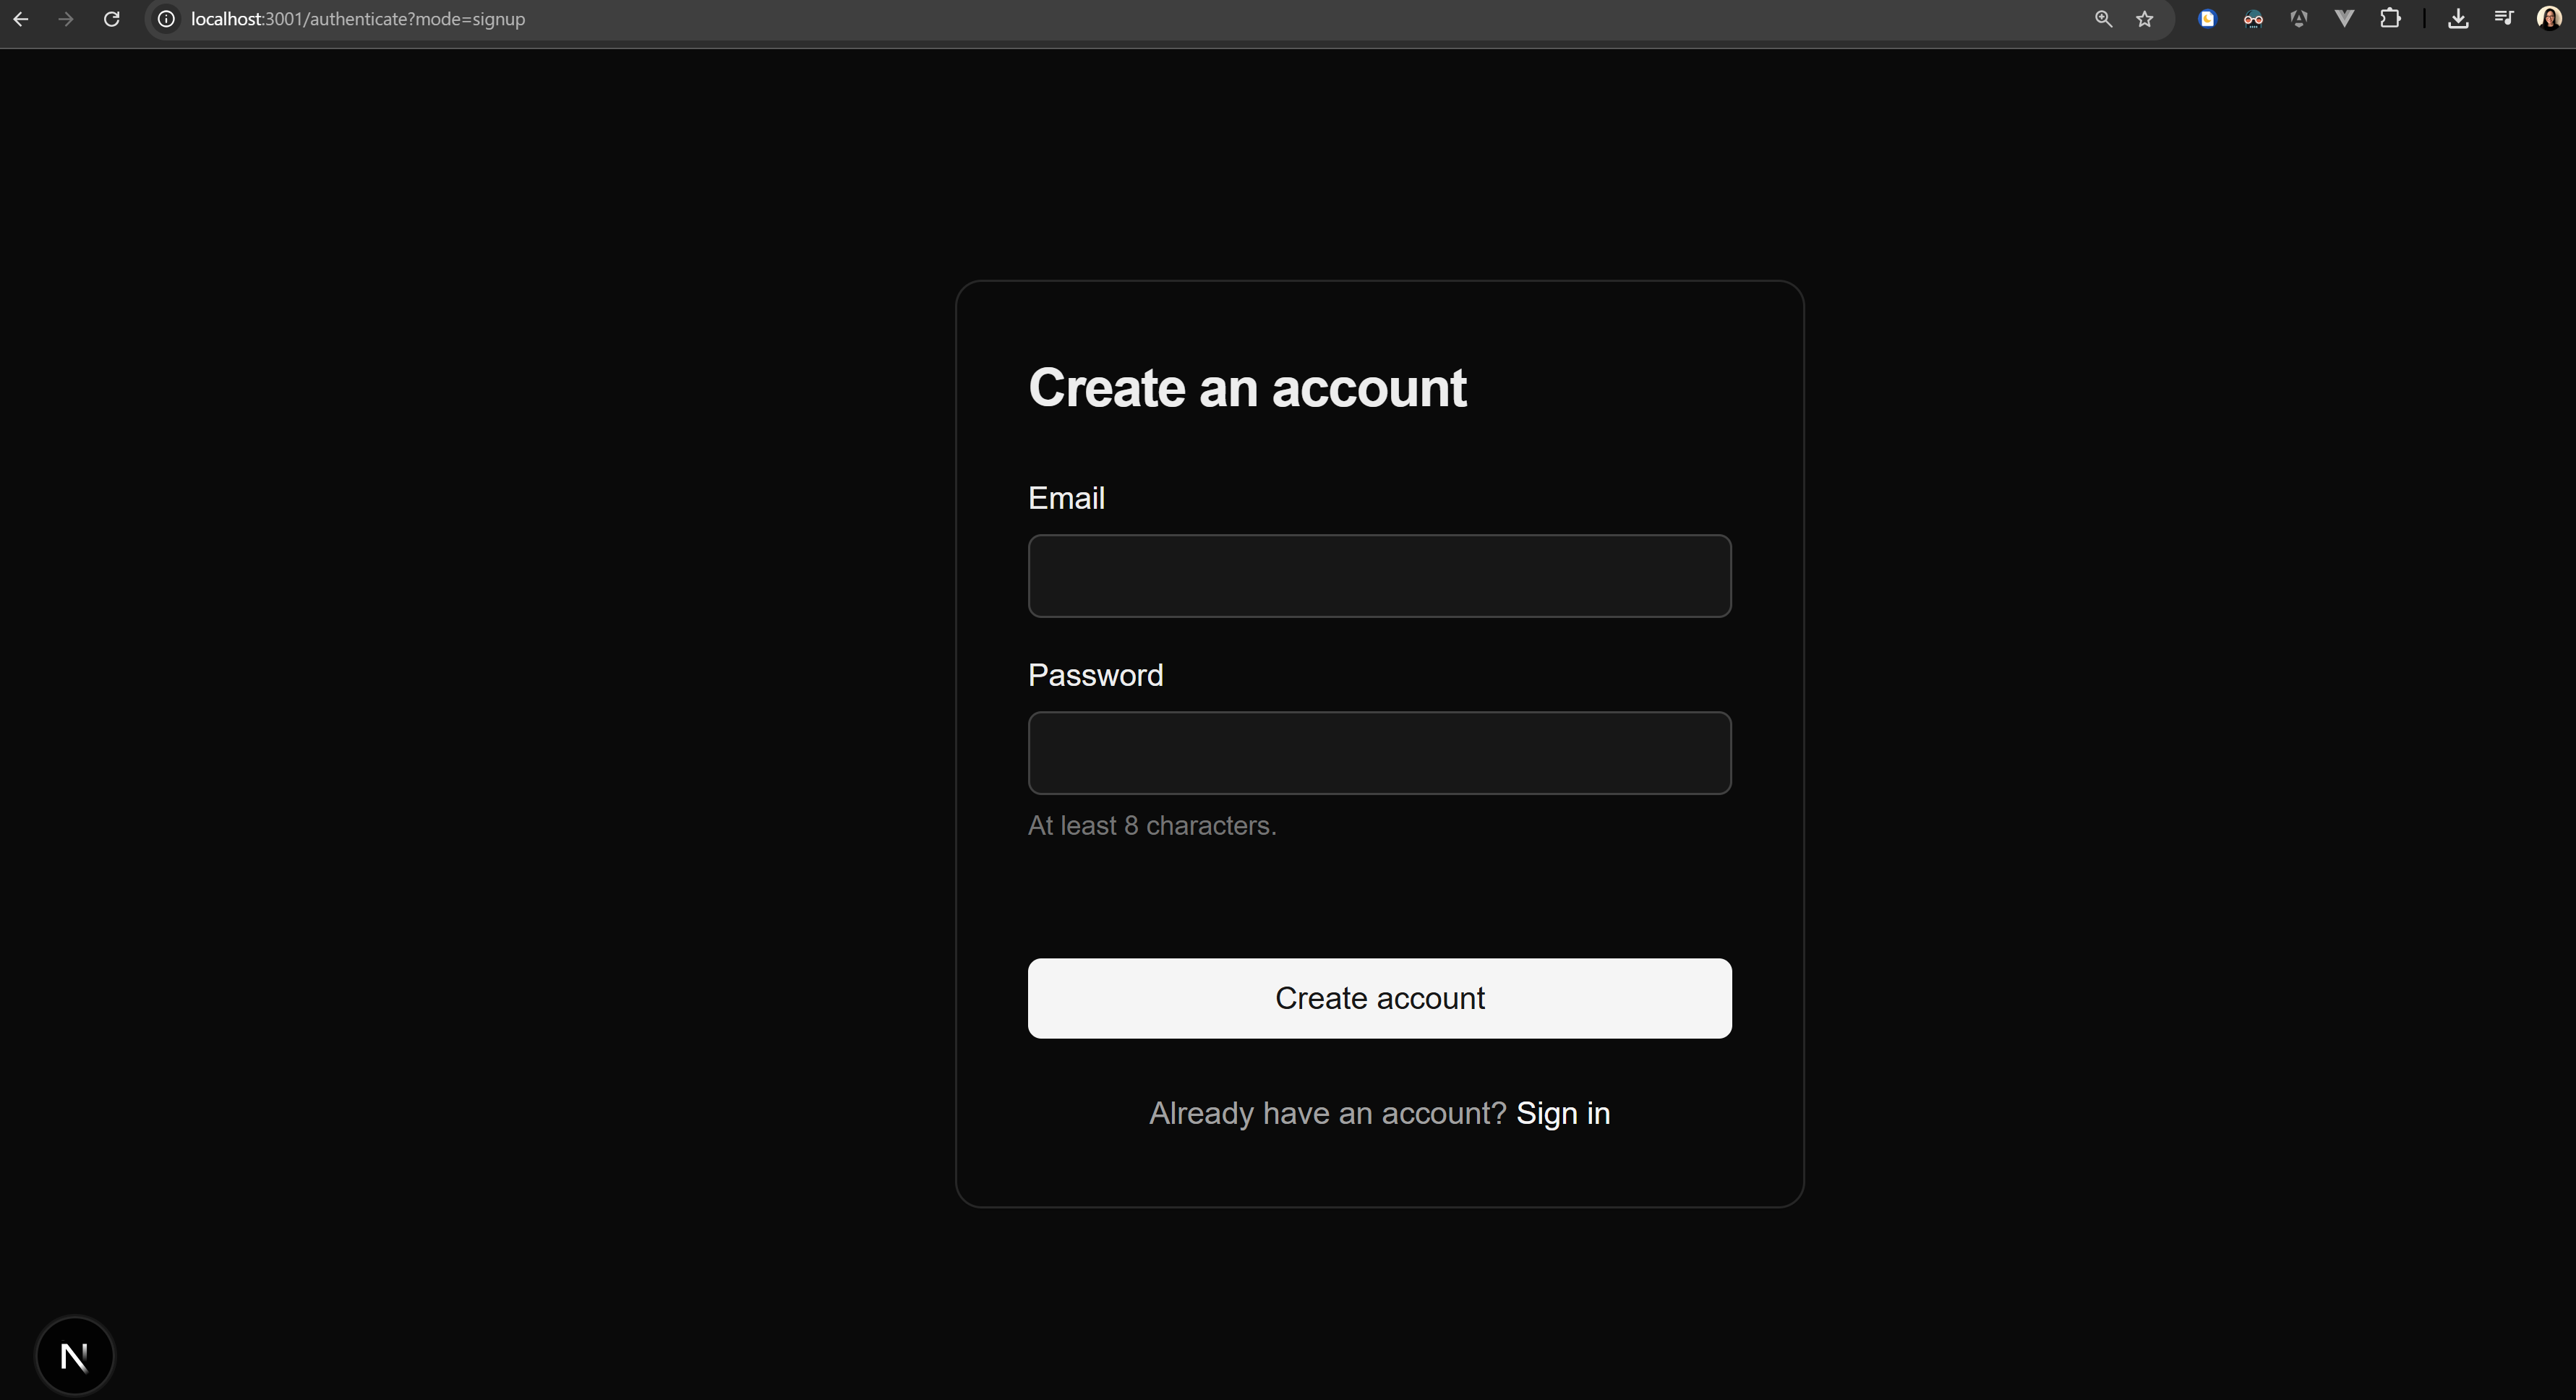 localhost:3001/authenticate?mode=signup
Create an account
Email
Password
At least 8 characters.
Create account
Already have an account? Sign in
N